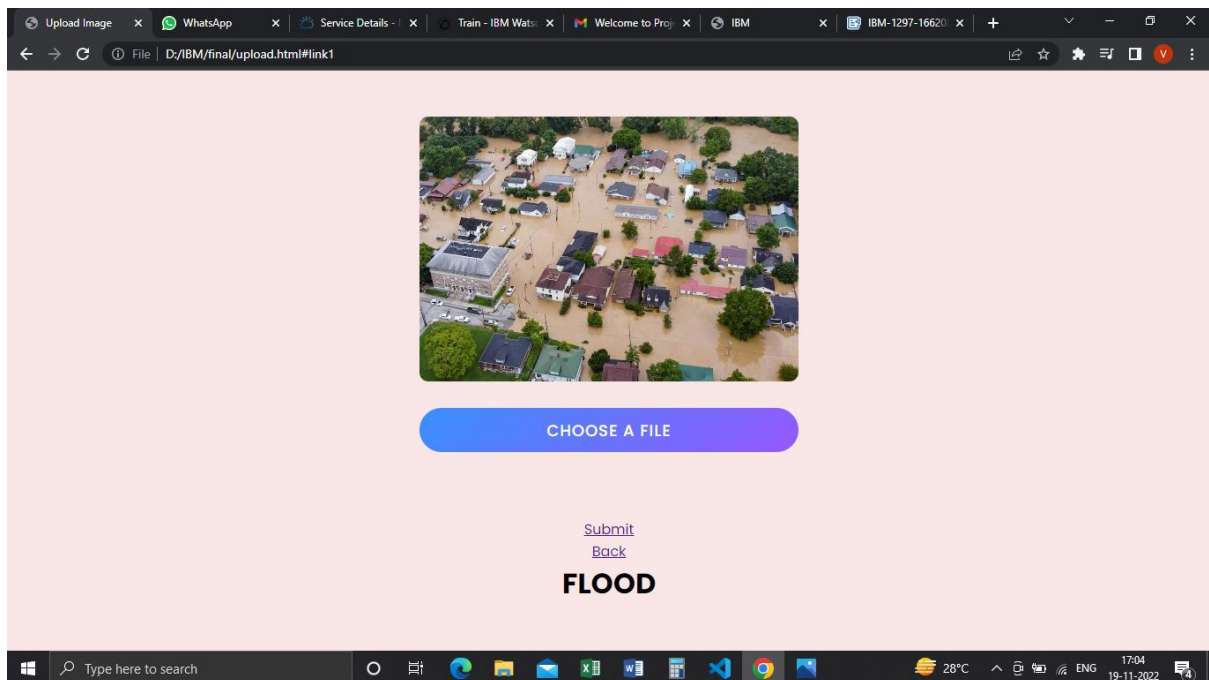 Upload Image
WhatsApp
Service Details - I
Train - IBM Wats
Welcome to Proj
IBM
IBM-1297-16620
File D:/IBM/final/upload.html#link1
V
CHOOSE A FILE
Submit
Back
FLOOD
Type here to search
28°C
ENG
17:04
19-11-2022
4